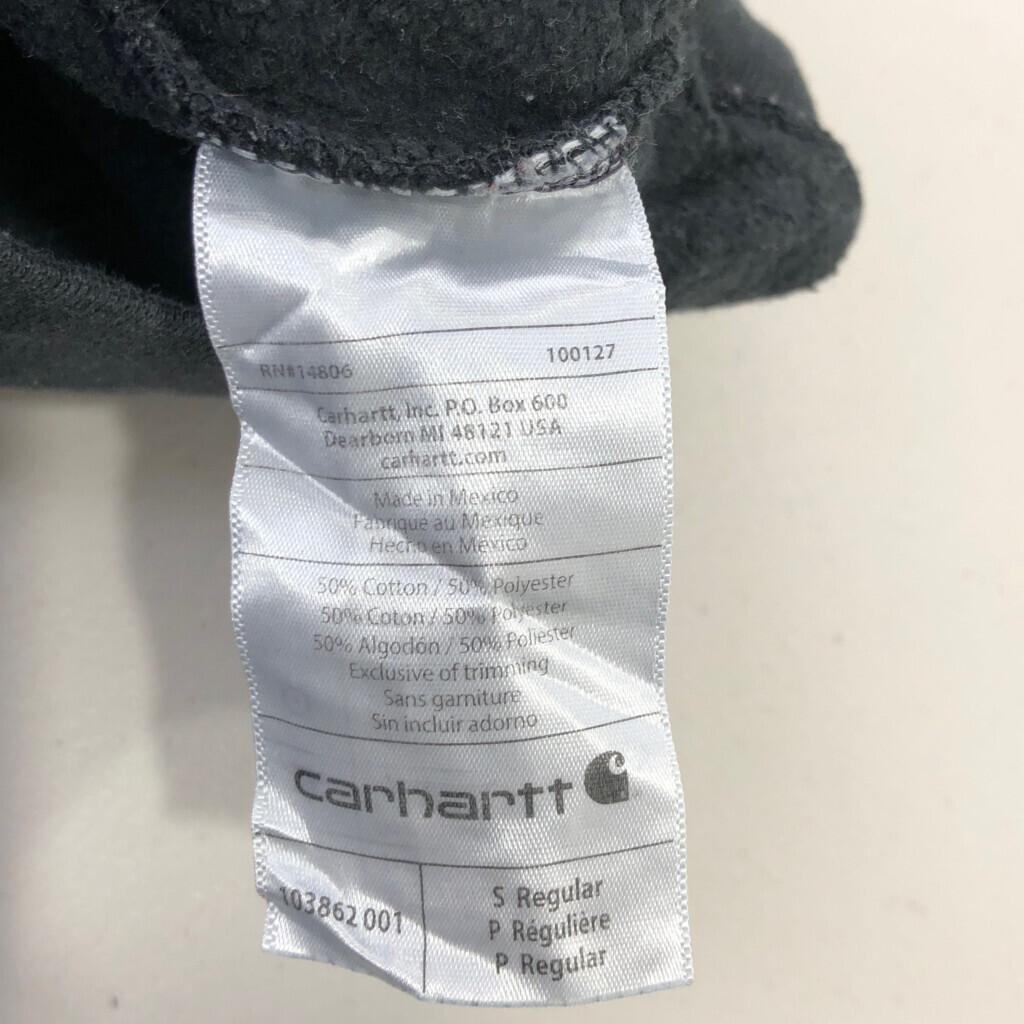 RN#14806 100127
Carhartt, Inc. P.O. Box 600
Dearborn MI 48121 USA
carhartt.com
Made in Mexico
Fabriqué au Mexique
Hecho en México
50% Cotton / 50% Polyester
50% Coton / 50% Polyester
50% Algodón / 50% Poliester
Exclusive of trimming
Sans garniture
Sin incluir adorno
carhartt
103862 001
S Regular
P Régulière
P Regular